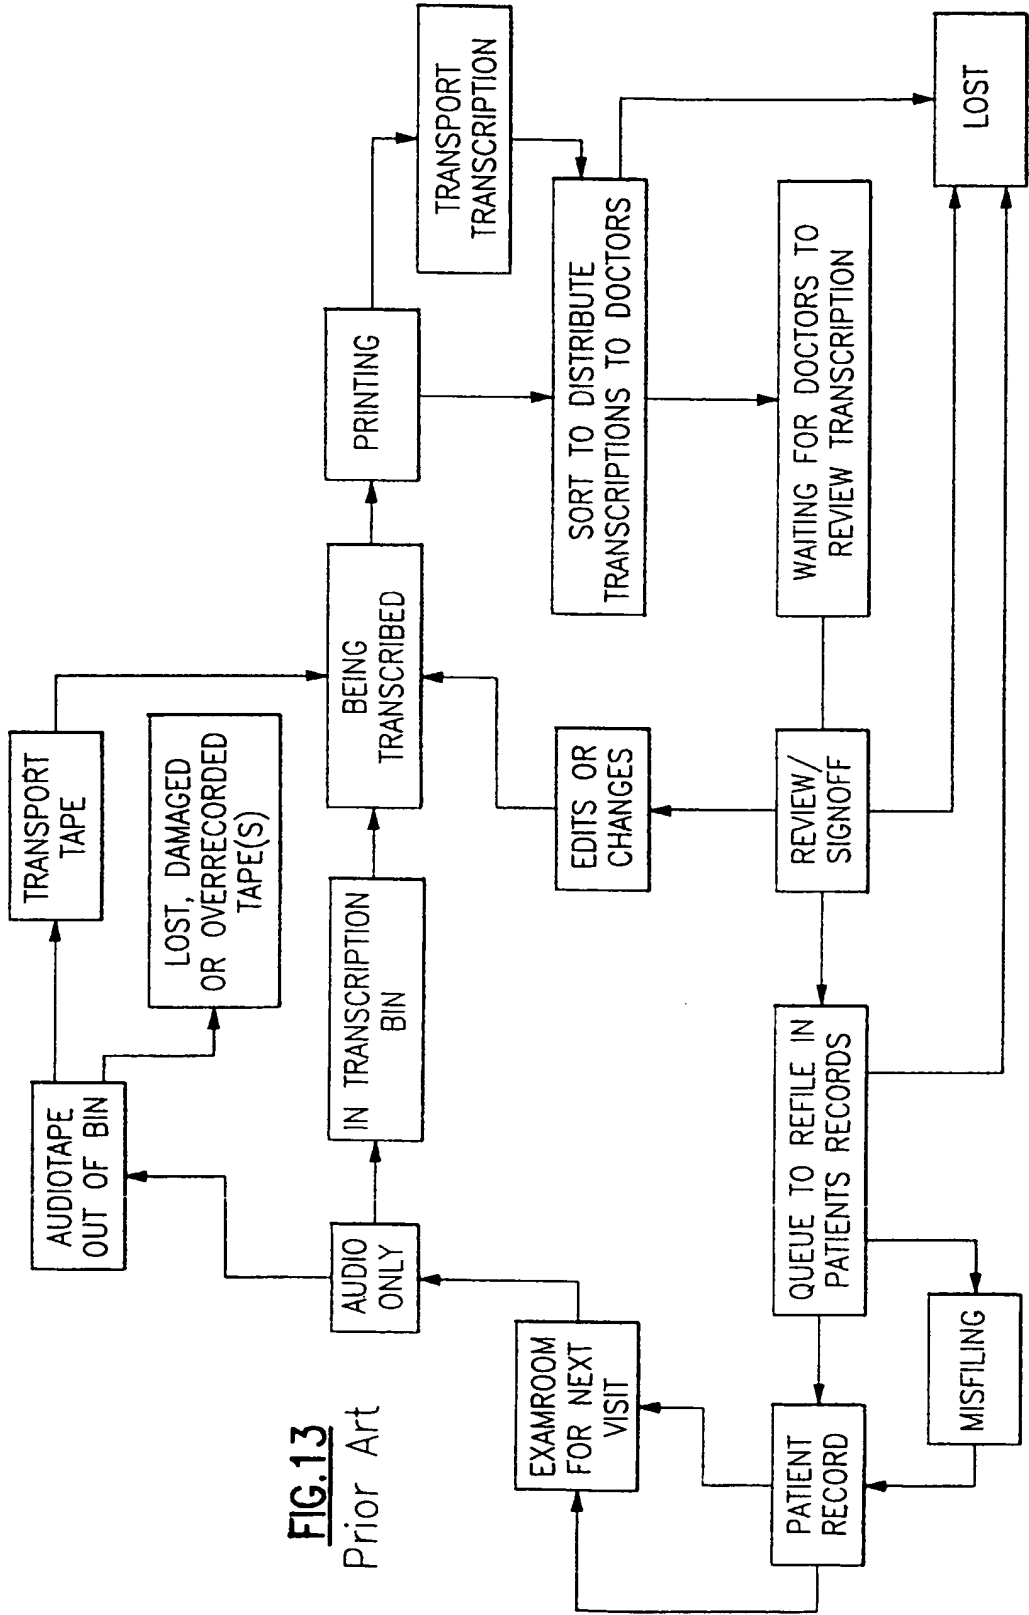 TRANSPORT
TAPE
AUDIOTAPE
OUT OF BIN
LOST, DAMAGED
OR OVERRECORDED
TAPE(S)
AUDIO
ONLY
IN TRANSCRIPTION
BIN
BEING
TRANSCRIBED
PRINTING
TRANSPORT
TRANSCRIPTION
FIG.13
Prior Art
EXAMROOM
FOR NEXT
VISIT
EDITS OR
CHANGES
SORT TO DISTRIBUTE
TRANSCRIPTIONS TO DOCTORS
PATIENT
RECORD
QUEUE TO REFILE IN
PATIENTS RECORDS
REVIEW/
SIGNOFF
WAITING FOR DOCTORS TO
REVIEW TRANSCRIPTION
MISFILING
LOST